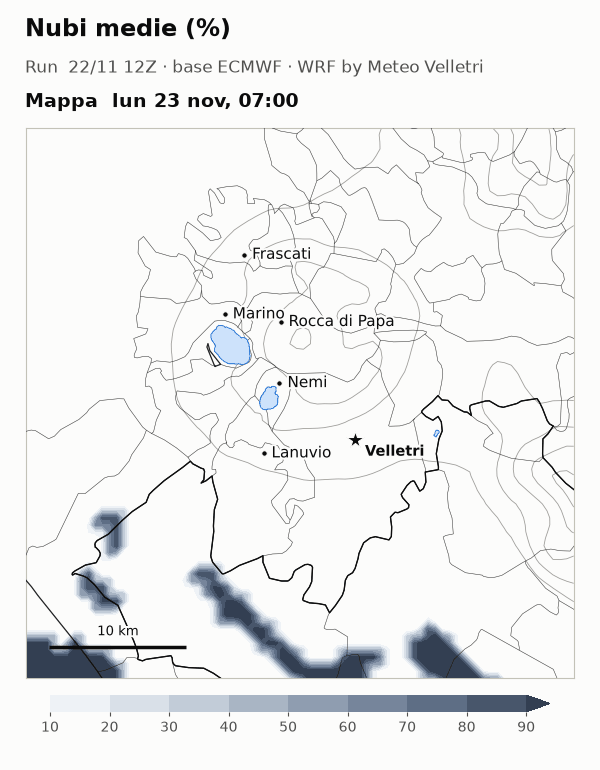 Nubi medie (%)
Run  22/11 12Z · base ECMWF · WRF by Meteo Velletri
Mappa  lun 23 nov, 07:00
Frascati
Marino
Rocca di Papa
Nemi
Velletri
Lanuvio
10 km
10 20 30 40 50 60 70 80 90